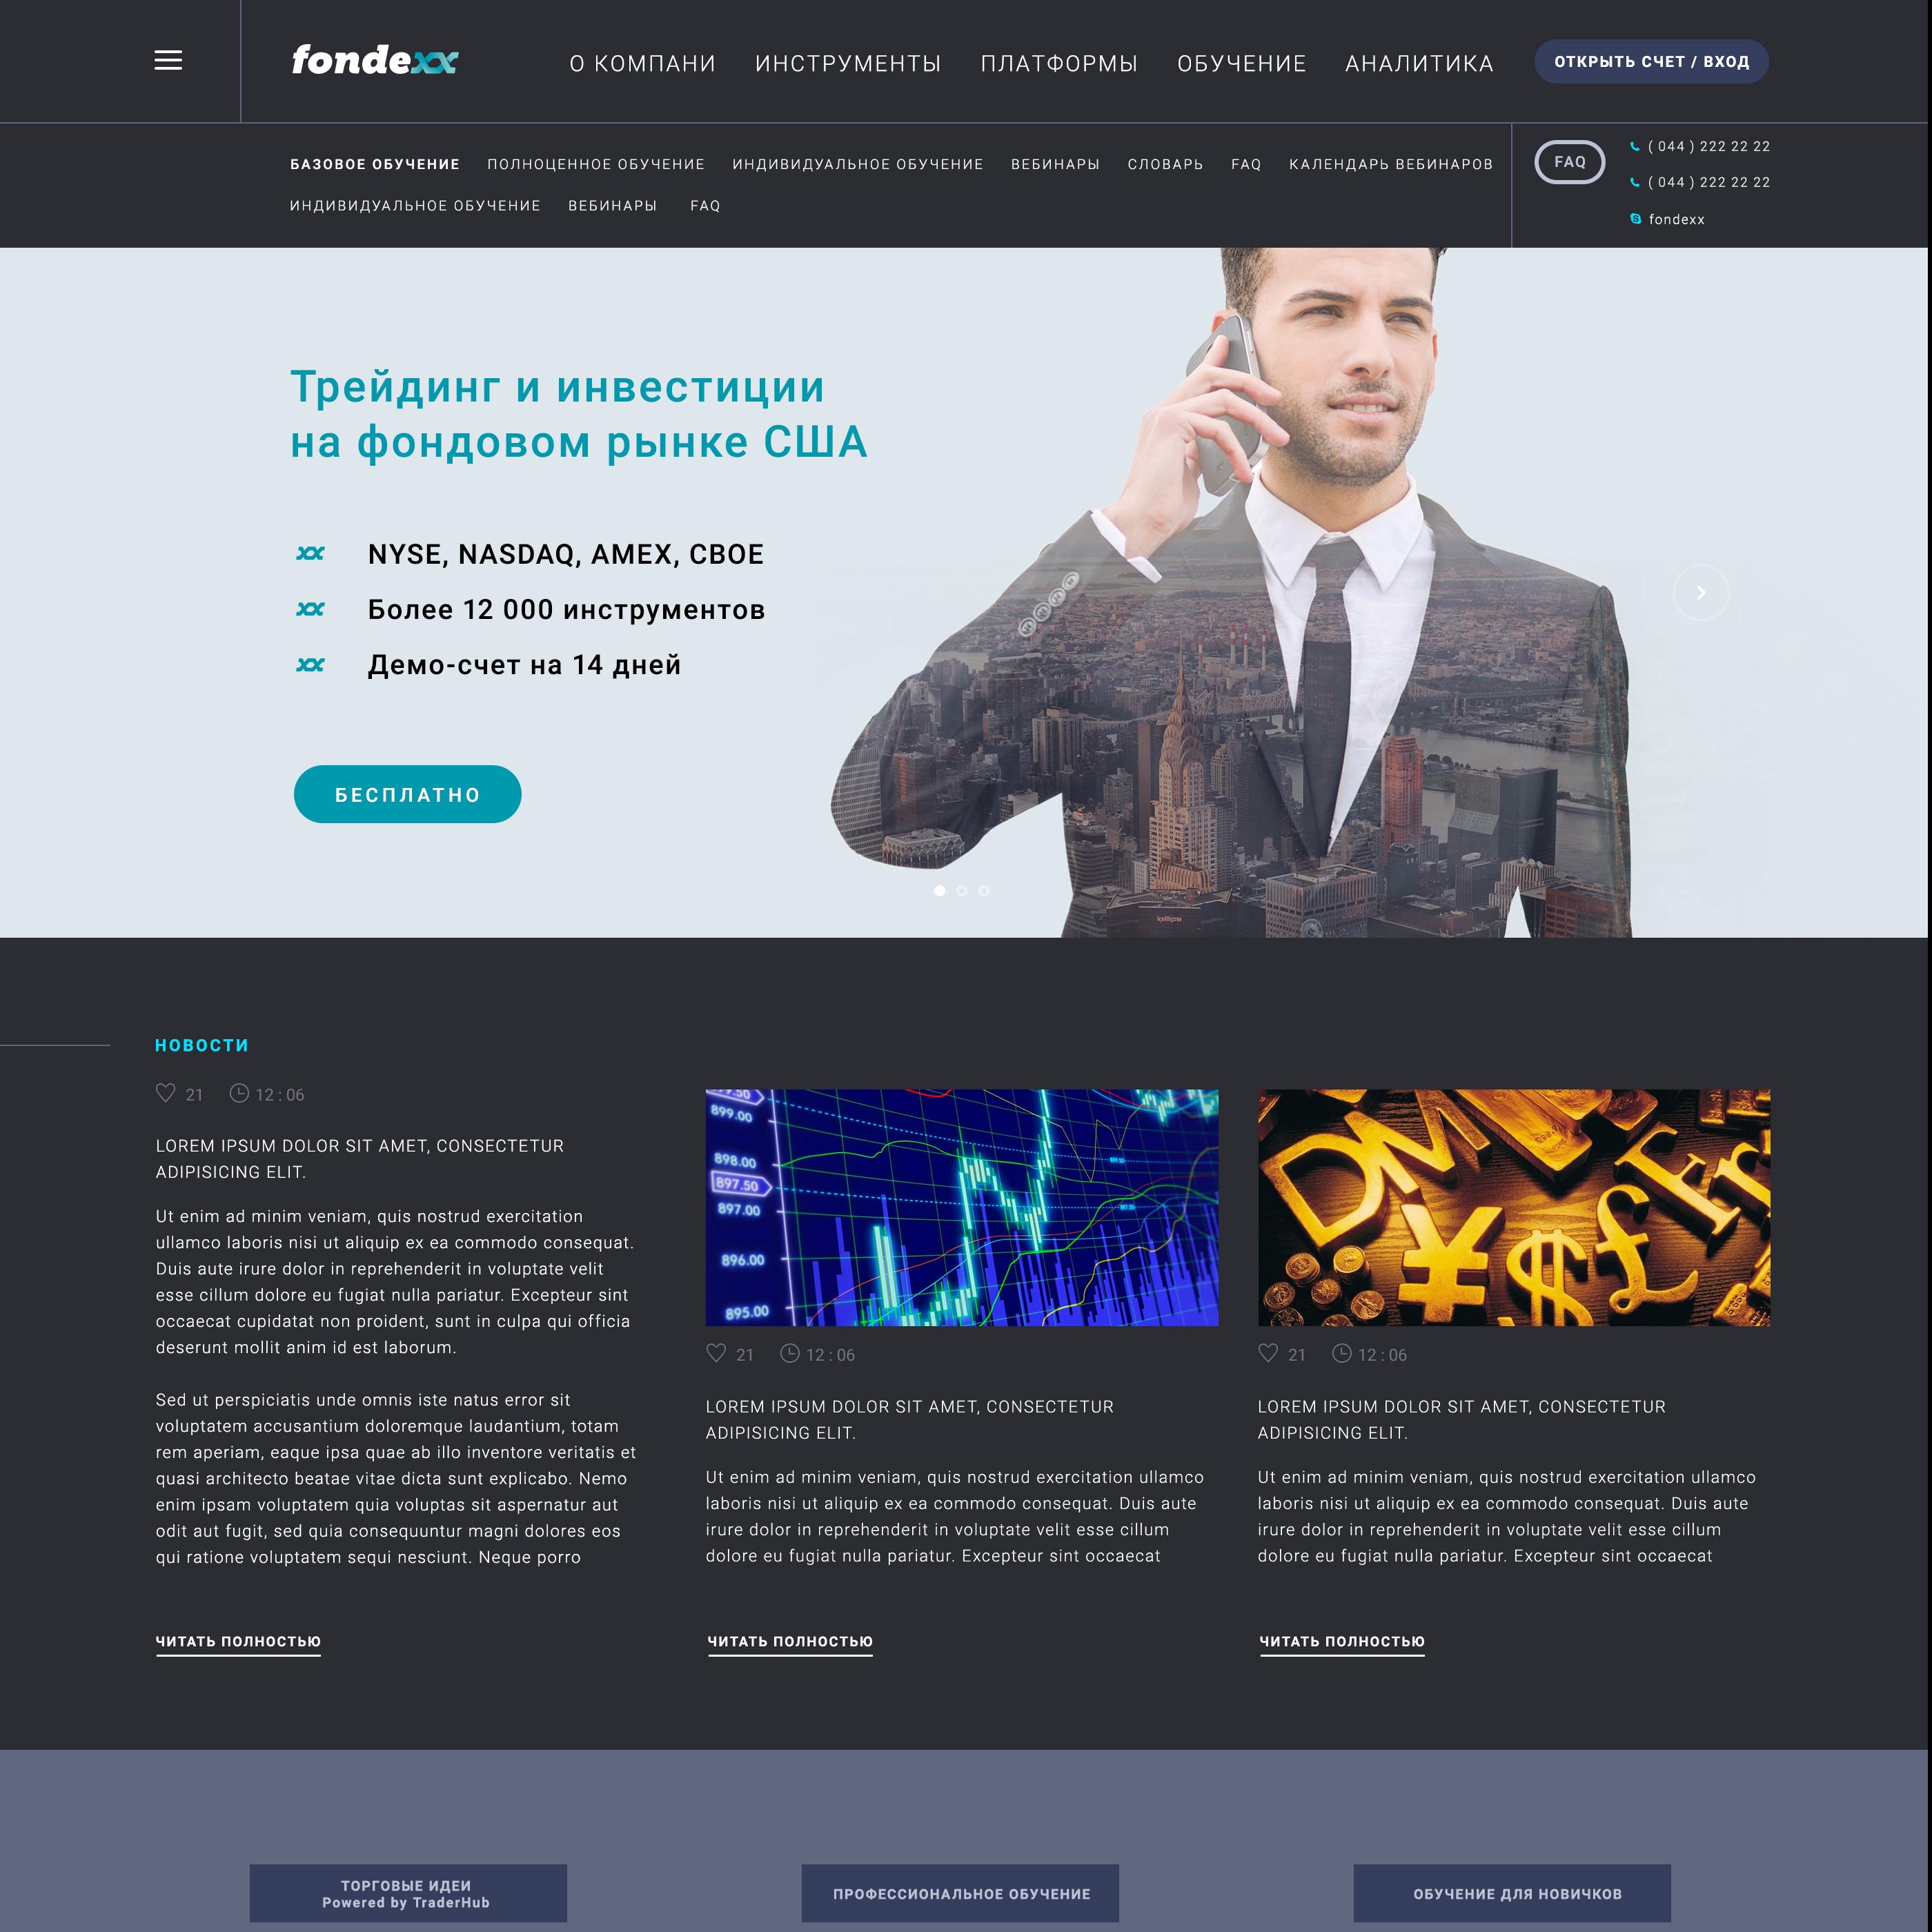 fondexx
О КОМПАНИ
ИНСТРУМЕНТЫ
ПЛАТФОРМЫ
ОБУЧЕНИЕ
АНАЛИТИКА
ОТКРЫТЬ СЧЕТ / ВХОД
БАЗОВОЕ ОБУЧЕНИЕ
ПОЛНОЦЕННОЕ ОБУЧЕНИЕ
ИНДИВИДУАЛЬНОЕ ОБУЧЕНИЕ
ВЕБИНАРЫ
СЛОВАРЬ
FAQ
КАЛЕНДАРЬ ВЕБИНАРОВ
ИНДИВИДУАЛЬНОЕ ОБУЧЕНИЕ
ВЕБИНАРЫ
FAQ
FAQ
( 044 ) 222 22 22
( 044 ) 222 22 22
fondexx
Трейдинг и инвестиции
на фондовом рынке США
NYSE, NASDAQ, AMEX, CBOE
Более 12 000 инструментов
Демо-счет на 14 дней
БЕСПЛАТНО
НОВОСТИ
21
12 : 06
LOREM IPSUM DOLOR SIT AMET, CONSECTETUR
ADIPISICING ELIT.
Ut enim ad minim veniam, quis nostrud exercitation
ullamco laboris nisi ut aliquip ex ea commodo consequat.
Duis aute irure dolor in reprehenderit in voluptate velit
esse cillum dolore eu fugiat nulla pariatur. Excepteur sint
occaecat cupidatat non proident, sunt in culpa qui officia
deserunt mollit anim id est laborum.
Sed ut perspiciatis unde omnis iste natus error sit
voluptatem accusantium doloremque laudantium, totam
rem aperiam, eaque ipsa quae ab illo inventore veritatis et
quasi architecto beatae vitae dicta sunt explicabo. Nemo
enim ipsam voluptatem quia voluptas sit aspernatur aut
odit aut fugit, sed quia consequuntur magni dolores eos
qui ratione voluptatem sequi nesciunt. Neque porro
ЧИТАТЬ ПОЛНОСТЬЮ
899.00
898.00
897.50
897.00
896.00
895.00
21
12 : 06
LOREM IPSUM DOLOR SIT AMET, CONSECTETUR
ADIPISICING ELIT.
Ut enim ad minim veniam, quis nostrud exercitation ullamco
laboris nisi ut aliquip ex ea commodo consequat. Duis aute
irure dolor in reprehenderit in voluptate velit esse cillum
dolore eu fugiat nulla pariatur. Excepteur sint occaecat
ЧИТАТЬ ПОЛНОСТЬЮ
DM
¥ $ £ Fr
21
12 : 06
LOREM IPSUM DOLOR SIT AMET, CONSECTETUR
ADIPISICING ELIT.
Ut enim ad minim veniam, quis nostrud exercitation ullamco
laboris nisi ut aliquip ex ea commodo consequat. Duis aute
irure dolor in reprehenderit in voluptate velit esse cillum
dolore eu fugiat nulla pariatur. Excepteur sint occaecat
ЧИТАТЬ ПОЛНОСТЬЮ
ТОРГОВЫЕ ИДЕИ
Powered by TraderHub
ПРОФЕССИОНАЛЬНОЕ ОБУЧЕНИЕ
ОБУЧЕНИЕ ДЛЯ НОВИЧКОВ